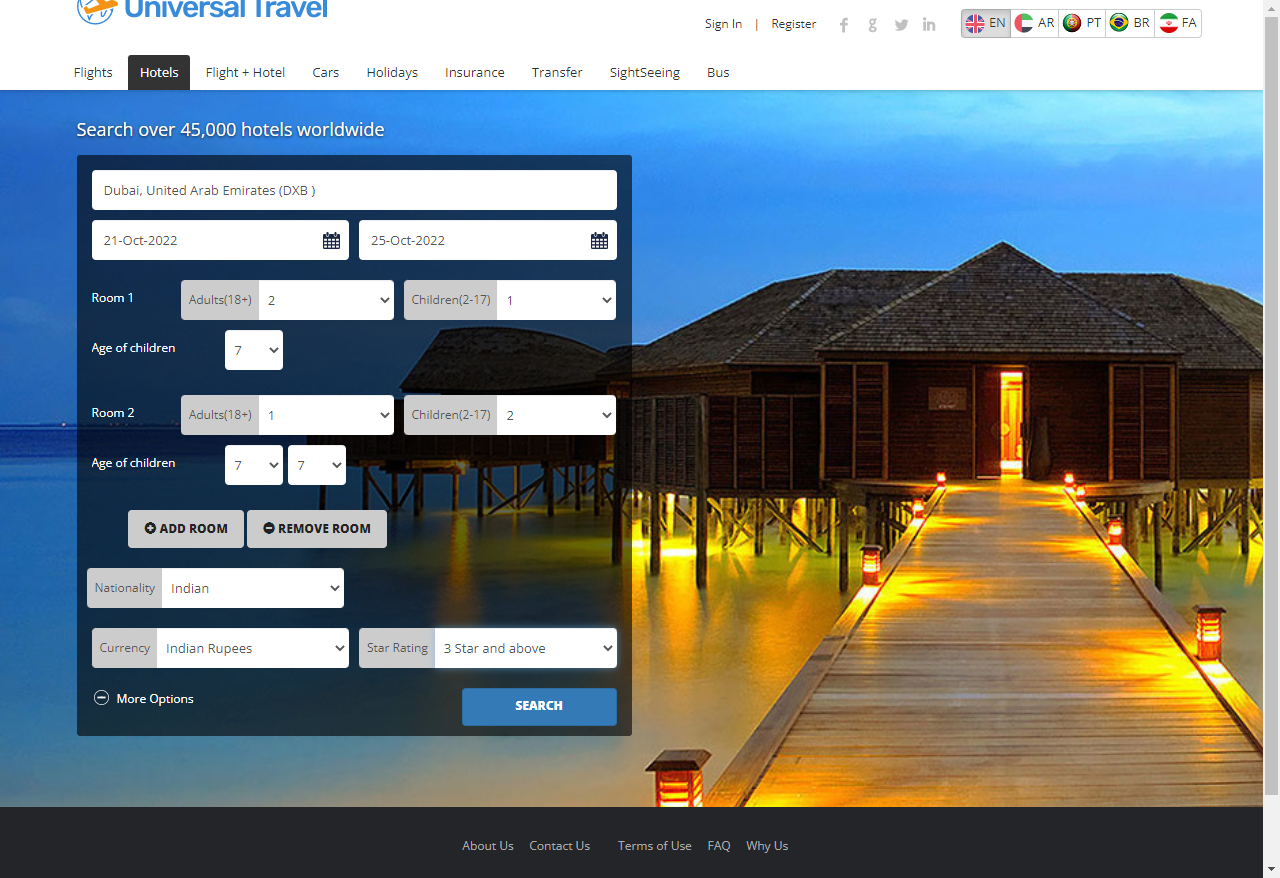 Universal Travel
Sign In | Register
EN AR PT BR FA
Flights Hotels Flight + Hotel Cars Holidays Insurance Transfer SightSeeing Bus
Search over 45,000 hotels worldwide
Dubai, United Arab Emirates (DXB )
21-Oct-2022 25-Oct-2022
Room 1 Adults(18+) 2 Children(2-17) 1
Age of children 7
Room 2 Adults(18+) 1 Children(2-17) 2
Age of children 7 7
ADD ROOM REMOVE ROOM
Nationality Indian
Currency Indian Rupees Star Rating 3 Star and above
More Options SEARCH
About Us Contact Us Terms of Use FAQ Why Us